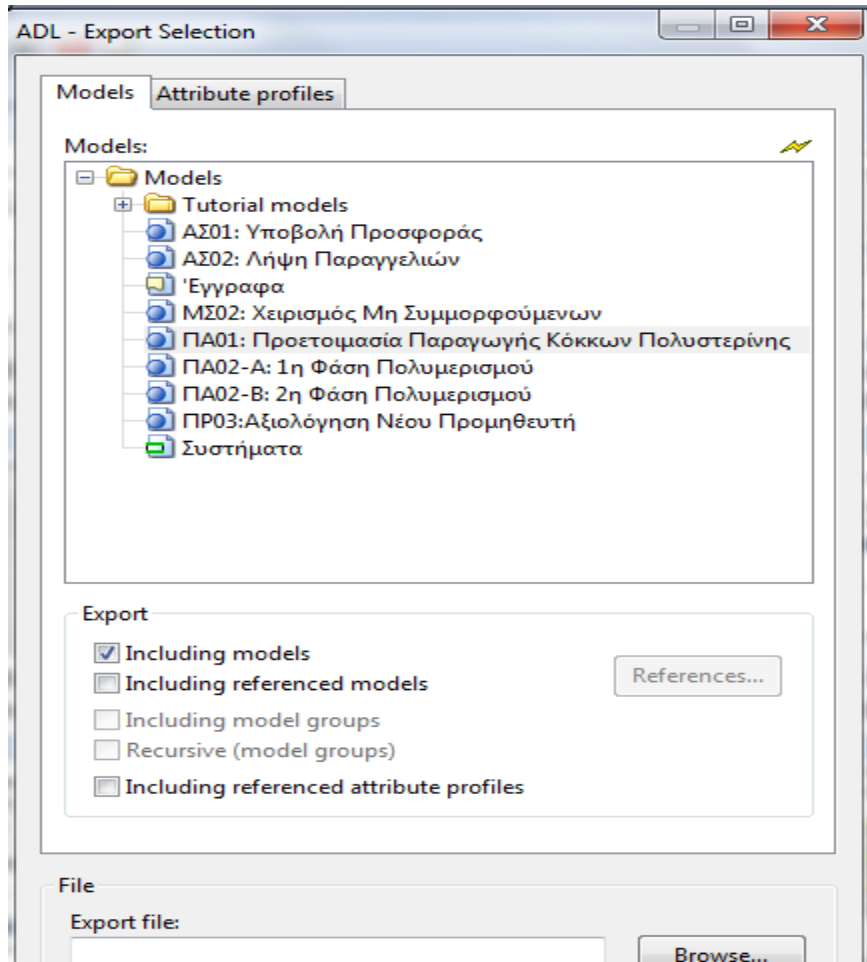 ADL - Export Selection
Models Attribute profiles
Models:
Models
Tutorial models
ΑΣ01: Υποβολή Προσφοράς
ΑΣ02: Λήψη Παραγγελιών
'Εγγραφα
ΜΣ02: Χειρισμός Μη Συμμορφούμενων
ΠΑ01: Προετοιμασία Παραγωγής Κόκκων Πολυστερίνης
ΠΑ02-Α: 1η Φάση Πολυμερισμού
ΠΑ02-Β: 2η Φάση Πολυμερισμού
ΠΡ03:Αξιολόγηση Νέου Προμηθευτή
Συστήματα
Export
Including models
Including referenced models References...
Including model groups
Recursive (model groups)
Including referenced attribute profiles
File
Export file:
Browse...